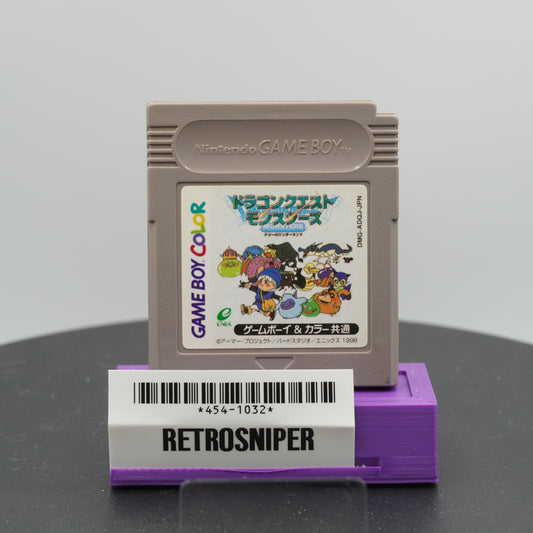 Nintendo GAME BOY TM
GAME BOY COLOR
ドラゴンクエスト
モンスターズ
MONSTERS
テリーのワンダーランド
DMG-ADQJ-JPN
ENIX
ゲームボーイ & カラー共通
©アーマープロジェクト/バードスタジオ/エニックス 1998
*454-1032*
RETROSNIPER